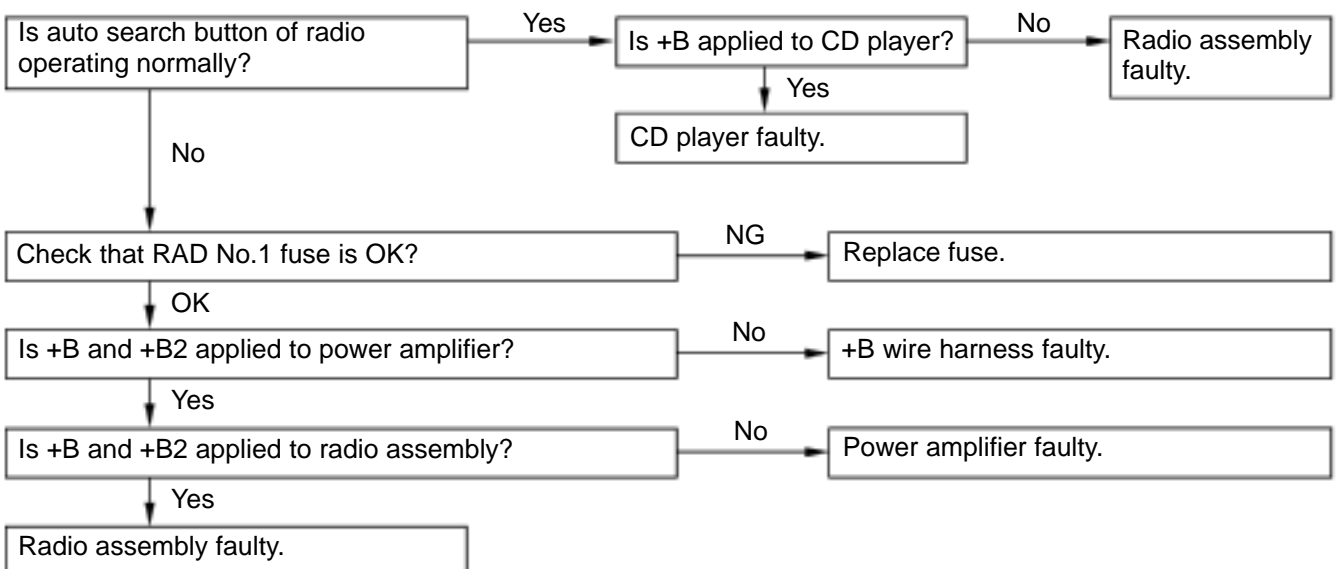 Is auto search button of radio
operating normally?
Yes
Is +B applied to CD player?
No
Radio assembly
faulty.
Yes
CD player faulty.
No
Check that RAD No.1 fuse is OK?
NG
Replace fuse.
OK
Is +B and +B2 applied to power amplifier?
No
+B wire harness faulty.
Yes
Is +B and +B2 applied to radio assembly?
No
Power amplifier faulty.
Yes
Radio assembly faulty.